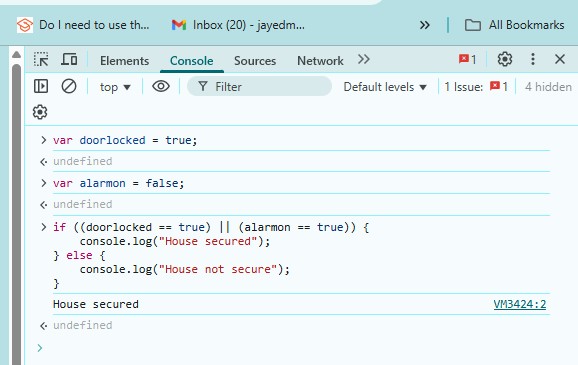 Do I need to use th...
Inbox (20) - jayedm...
»
All Bookmarks
Elements Console Sources Network » 1
top ▼ Filter Default levels ▼ 1 Issue: 1 4 hidden
> var doorlocked = true;
undefined
> var alarmon = false;
undefined
> if ((doorlocked == true) || (alarmon == true)) {
console.log("House secured");
} else {
console.log("House not secure");
}
House secured VM3424:2
undefined
>